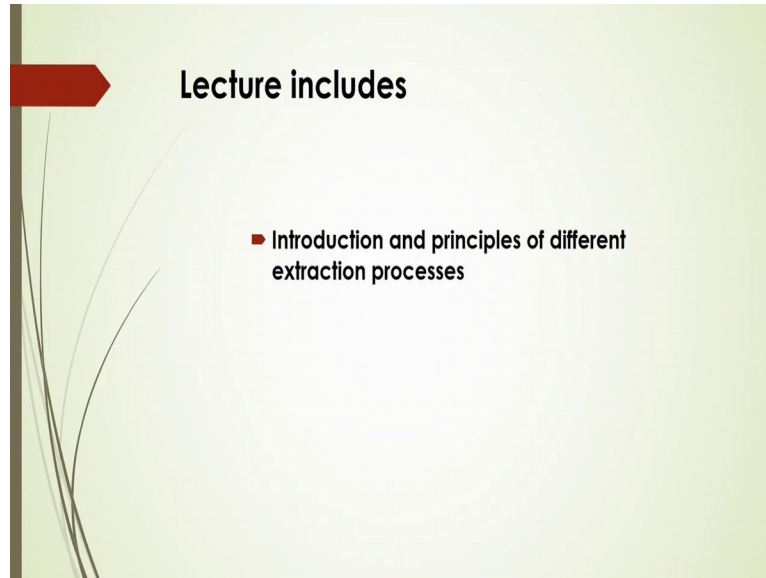 Lecture includes
Introduction and principles of different
extraction processes